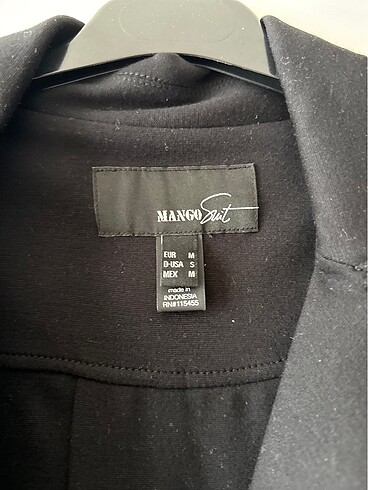 MANGO Suit
EUR M
D-USA S
MEX M
made in
INDONESIA
RN#115455